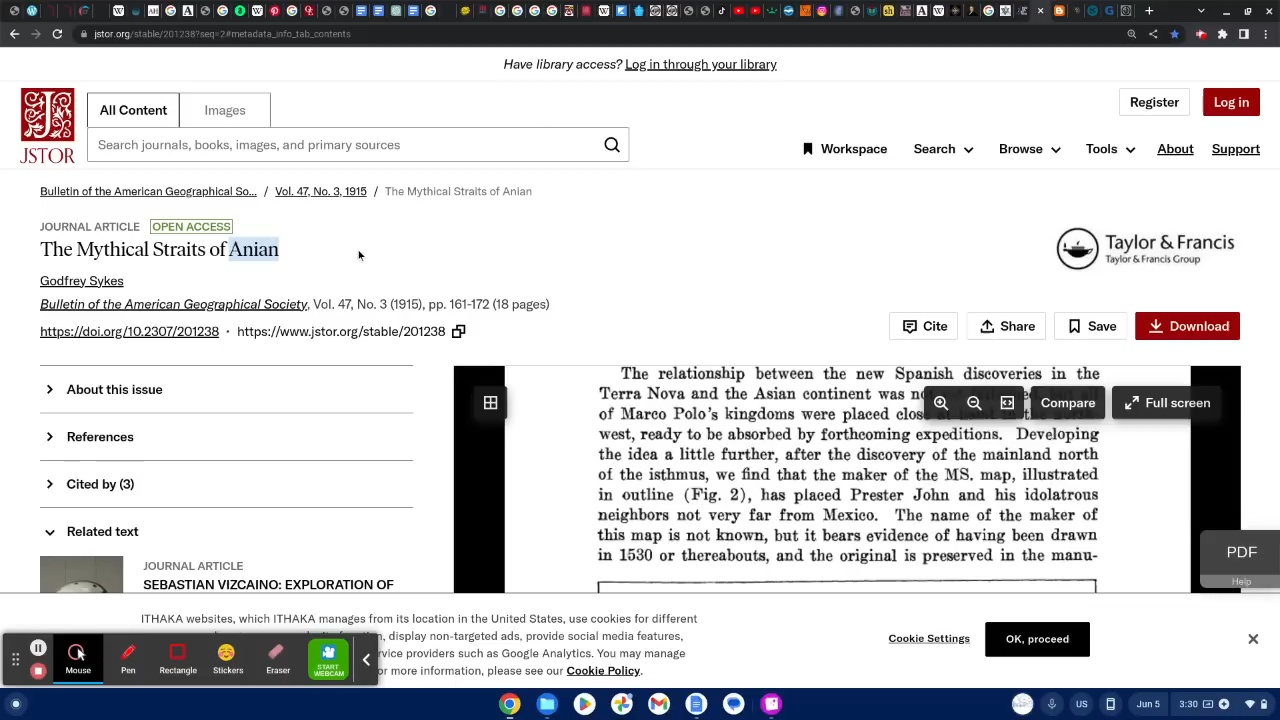 jstor.org/stable/201238?seq=2#metadata_info_tab_contents
Have library access? Log in through your library
All Content
Images
Register
Log in
JSTOR
Search journals, books, images, and primary sources
Workspace
Search
Browse
Tools
About
Support
Bulletin of the American Geographical So... / Vol. 47, No. 3, 1915 / The Mythical Straits of Anian
JOURNAL ARTICLE
OPEN ACCESS
The Mythical Straits of Anian
Taylor & Francis
Taylor & Francis Group
Godfrey Sykes
Bulletin of the American Geographical Society, Vol. 47, No. 3 (1915), pp. 161-172 (18 pages)
https://doi.org/10.2307/201238 • https://www.jstor.org/stable/201238
Cite
Share
Save
Download
About this issue
References
Cited by (3)
Related text
JOURNAL ARTICLE
SEBASTIAN VIZCAINO: EXPLORATION OF
The relationship between the new Spanish discoveries in the
Terra Nova and the Asian continent was
of Marco Polo's kingdoms were placed close
west, ready to be absorbed by forthcoming expeditions. Developing
the idea a little further, after the discovery of the mainland north
of the isthmus, we find that the maker of the MS. map, illustrated
in outline (Fig. 2), has placed Prester John and his idolatrous
neighbors not very far from Mexico. The name of the maker of
this map is not known, but it bears evidence of having been drawn
in 1530 or thereabouts, and the original is preserved in the manu-
Compare
Full screen
PDF
Help
ITHAKA websites, which ITHAKA manages from its location in the United States, use cookies for different
display non-targeted ads, provide social media features,
providers such as Google Analytics. You may manage
or more information, please see our Cookie Policy.
Cookie Settings
OK, proceed
Mouse
Pen
Rectangle
Stickers
Eraser
START
WEBCAM
US
Jun 5
3:30